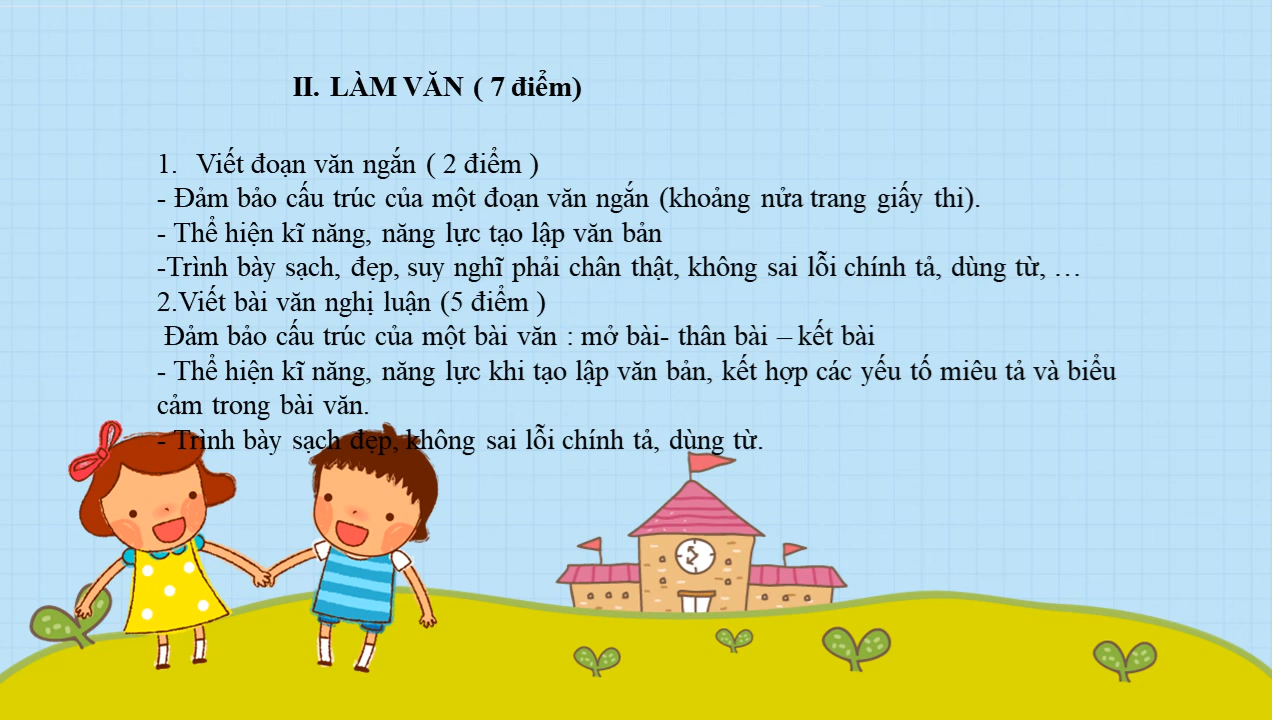 II. LÀM VĂN ( 7 điểm)
1. Viết đoạn văn ngắn ( 2 điểm )
- Đảm bảo cấu trúc của một đoạn văn ngắn (khoảng nửa trang giấy thi).
- Thể hiện kĩ năng, năng lực tạo lập văn bản
-Trình bày sạch, đẹp, suy nghĩ phải chân thật, không sai lỗi chính tả, dùng từ, …
2.Viết bài văn nghị luận (5 điểm )
Đảm bảo cấu trúc của một bài văn : mở bài- thân bài – kết bài
- Thể hiện kĩ năng, năng lực khi tạo lập văn bản, kết hợp các yếu tố miêu tả và biểu
cảm trong bài văn.
- Trình bày sạch đẹp, không sai lỗi chính tả, dùng từ.